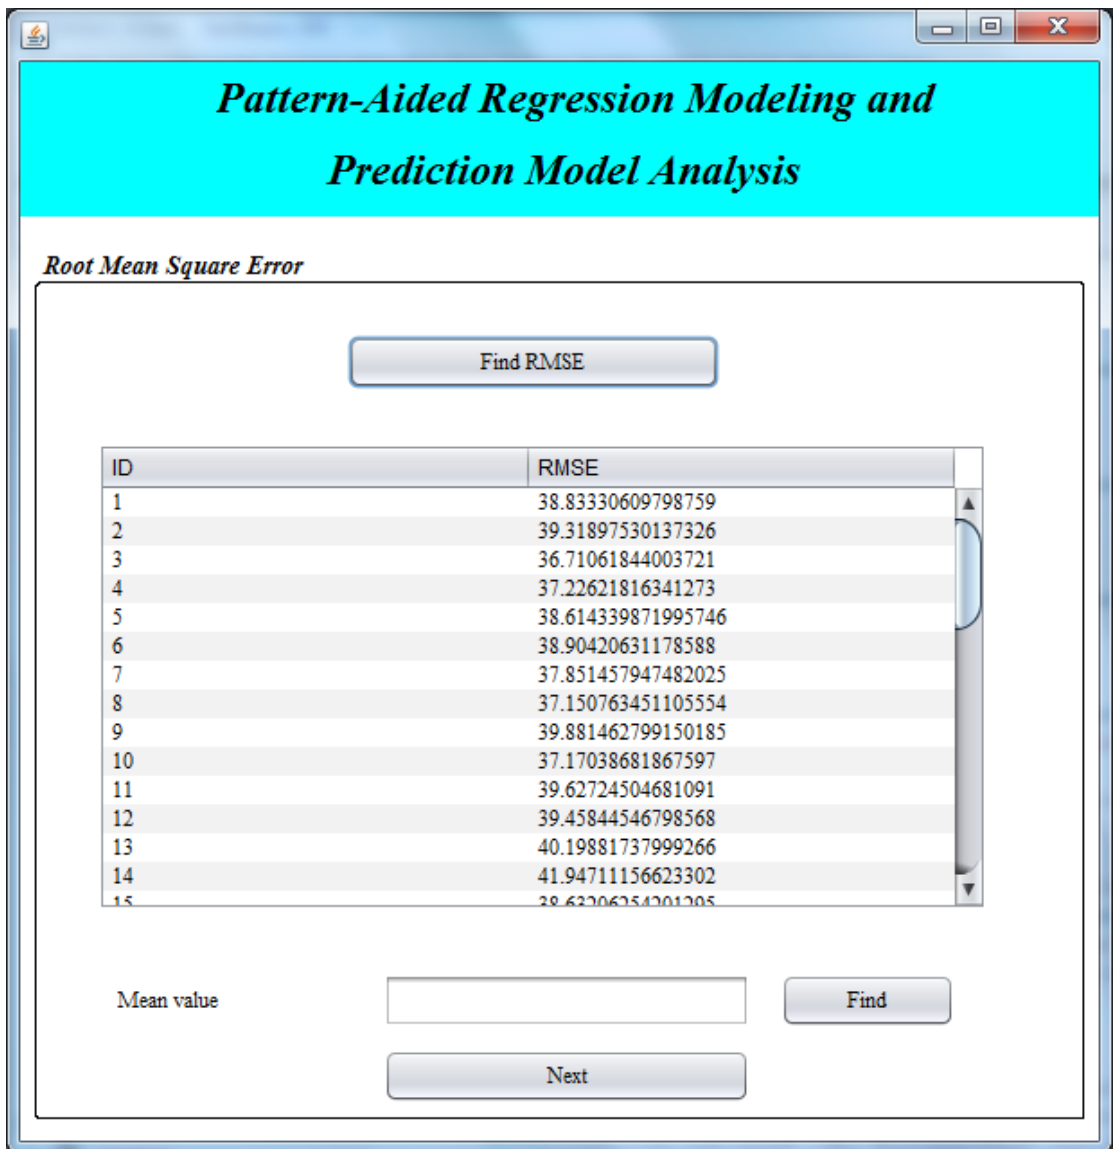 Pattern-Aided Regression Modeling and
Prediction Model Analysis
Root Mean Square Error
Find RMSE
ID RMSE
1 38.83330609798759
2 39.31897530137326
3 36.71061844003721
4 37.22621816341273
5 38.614339871995746
6 38.90420631178588
7 37.851457947482025
8 37.150763451105554
9 39.881462799150185
10 37.17038681867597
11 39.62724504681091
12 39.45844546798568
13 40.19881737999266
14 41.94711156623302
15 38.63206254201295
Mean value Find
Next